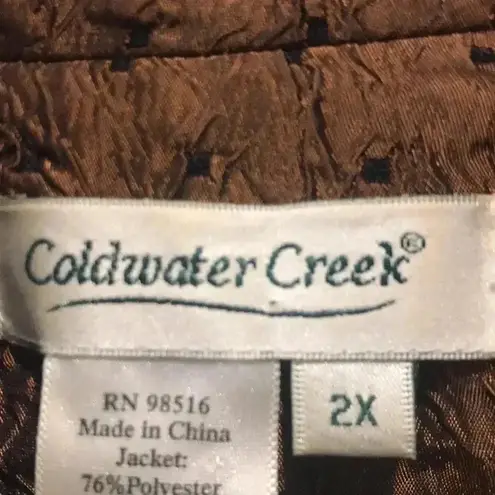 Coldwater Creek®
RN 98516
Made in China
Jacket:
76%Polyester
2X